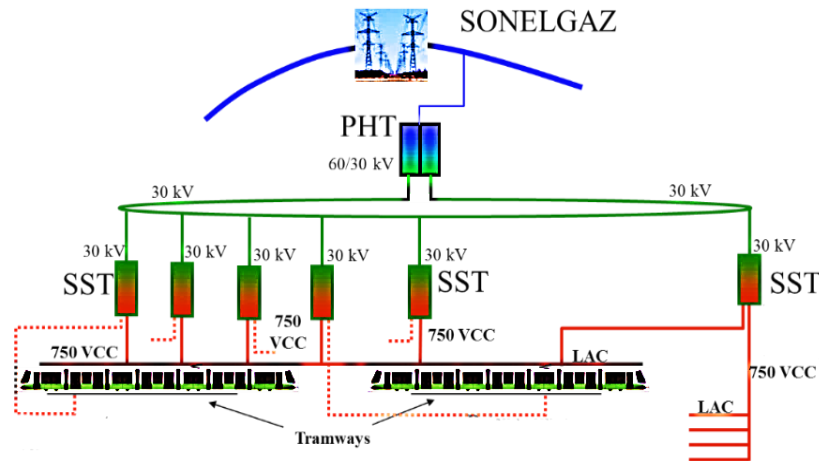 SONELGAZ
PHT
60/30 kV
30 kV
30 kV
30 kV
30 kV
30 kV
30 kV
30 kV
30 kV
SST
SST
SST
750 VCC
750
VCC
750 VCC
LAC
750 VCC
LAC
Tramways